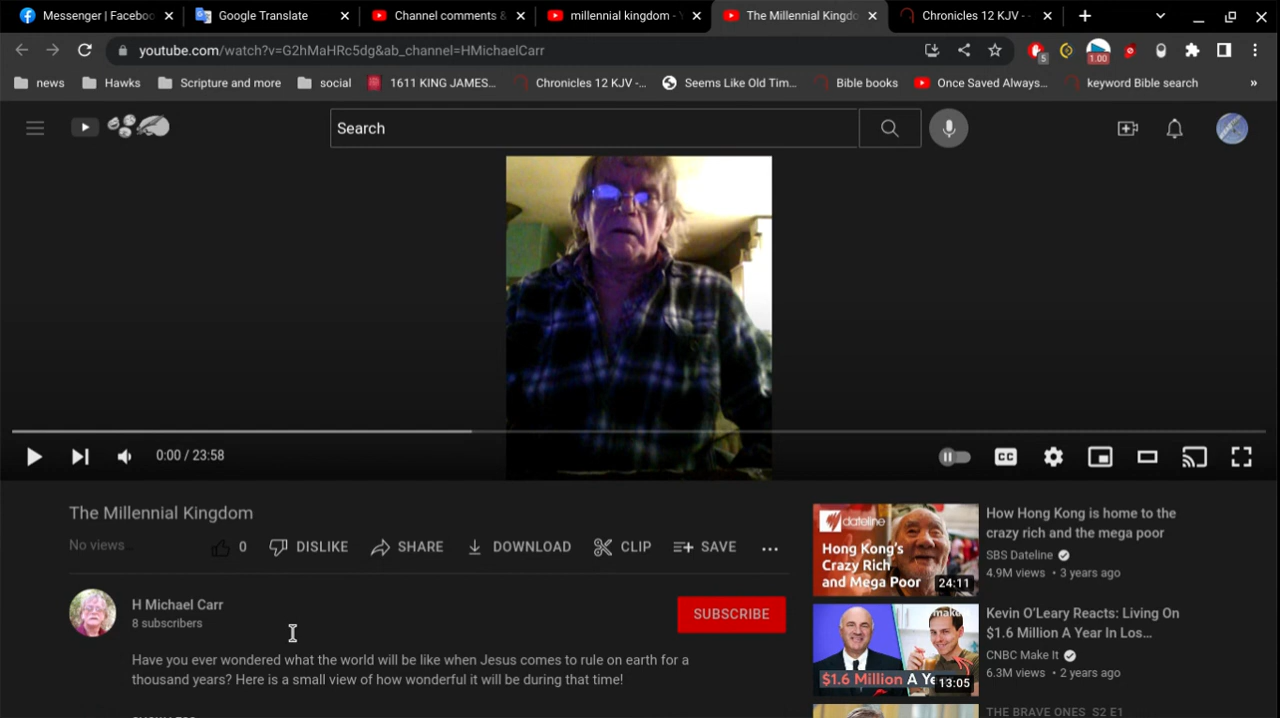 Messenger | Faceboo
Google Translate
Channel comments &
millennial kingdom - Y
The Millennial Kingdo
Chronicles 12 KJV -
youtube.com/watch?v=G2hMaHRc5dg&ab_channel=HMichaelCarr
5
1.00
news
Hawks
Scripture and more
social
1611 KING JAMES...
Chronicles 12 KJV -...
Seems Like Old Tim...
Bible books
Once Saved Always...
keyword Bible search
»
Search
0:00 / 23:58
CC
The Millennial Kingdom
No views
0
DISLIKE
SHARE
DOWNLOAD
CLIP
SAVE
...
H Michael Carr
8 subscribers
SUBSCRIBE
Have you ever wondered what the world will be like when Jesus comes to rule on earth for a
thousand years? Here is a small view of how wonderful it will be during that time!
dateline
Hong Kong's
Crazy Rich
and Mega Poor
24:11
How Hong Kong is home to the
crazy rich and the mega poor
SBS Dateline
4.9M views • 3 years ago
make it
$1.6 Million A Ye
13:05
Kevin O'Leary Reacts: Living On
$1.6 Million A Year In Los...
CNBC Make It
6.3M views • 2 years ago
THE BRAVE ONES S2 E1